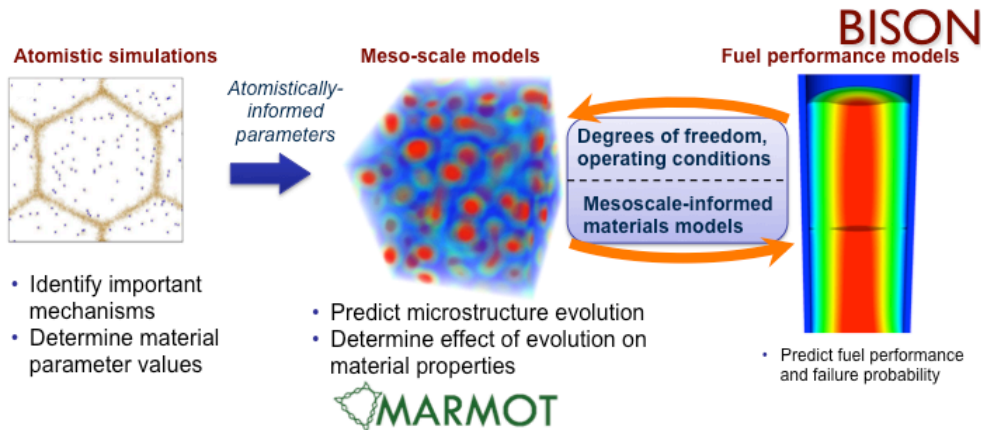 BISON
Atomistic simulations
Atomistically-
informed
parameters
Meso-scale models
Fuel performance models
Degrees of freedom,
operating conditions
Mesoscale-informed
materials models
• Identify important
mechanisms
• Determine material
parameter values
• Predict microstructure evolution
• Determine effect of evolution on
material properties
MARMOT
• Predict fuel performance
and failure probability